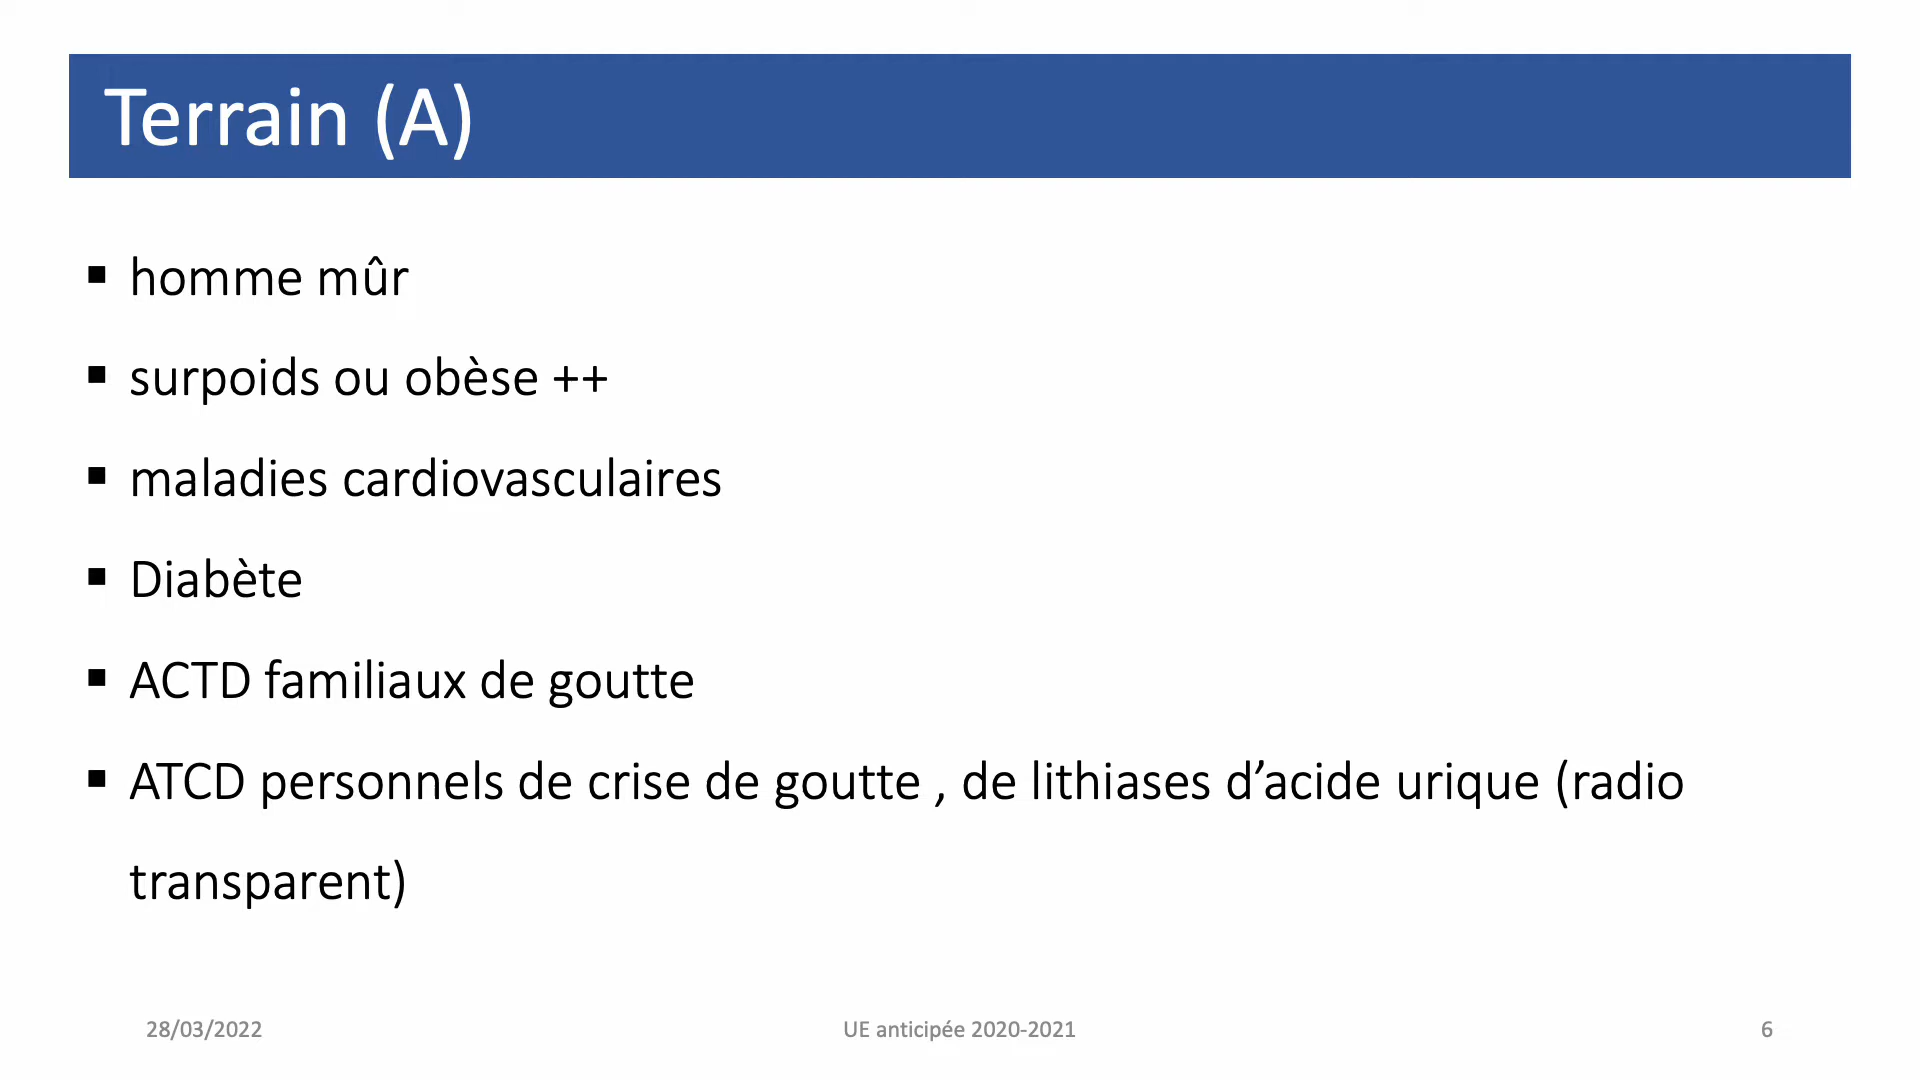 Terrain (A)
▪ homme mûr
▪ surpoids ou obèse ++
▪ maladies cardiovasculaires
▪ Diabète
▪ ACTD familiaux de goutte
▪ ATCD personnels de crise de goutte , de lithiases d’acide urique (radio
transparent)
28/03/2022
UE anticipée 2020-2021
6